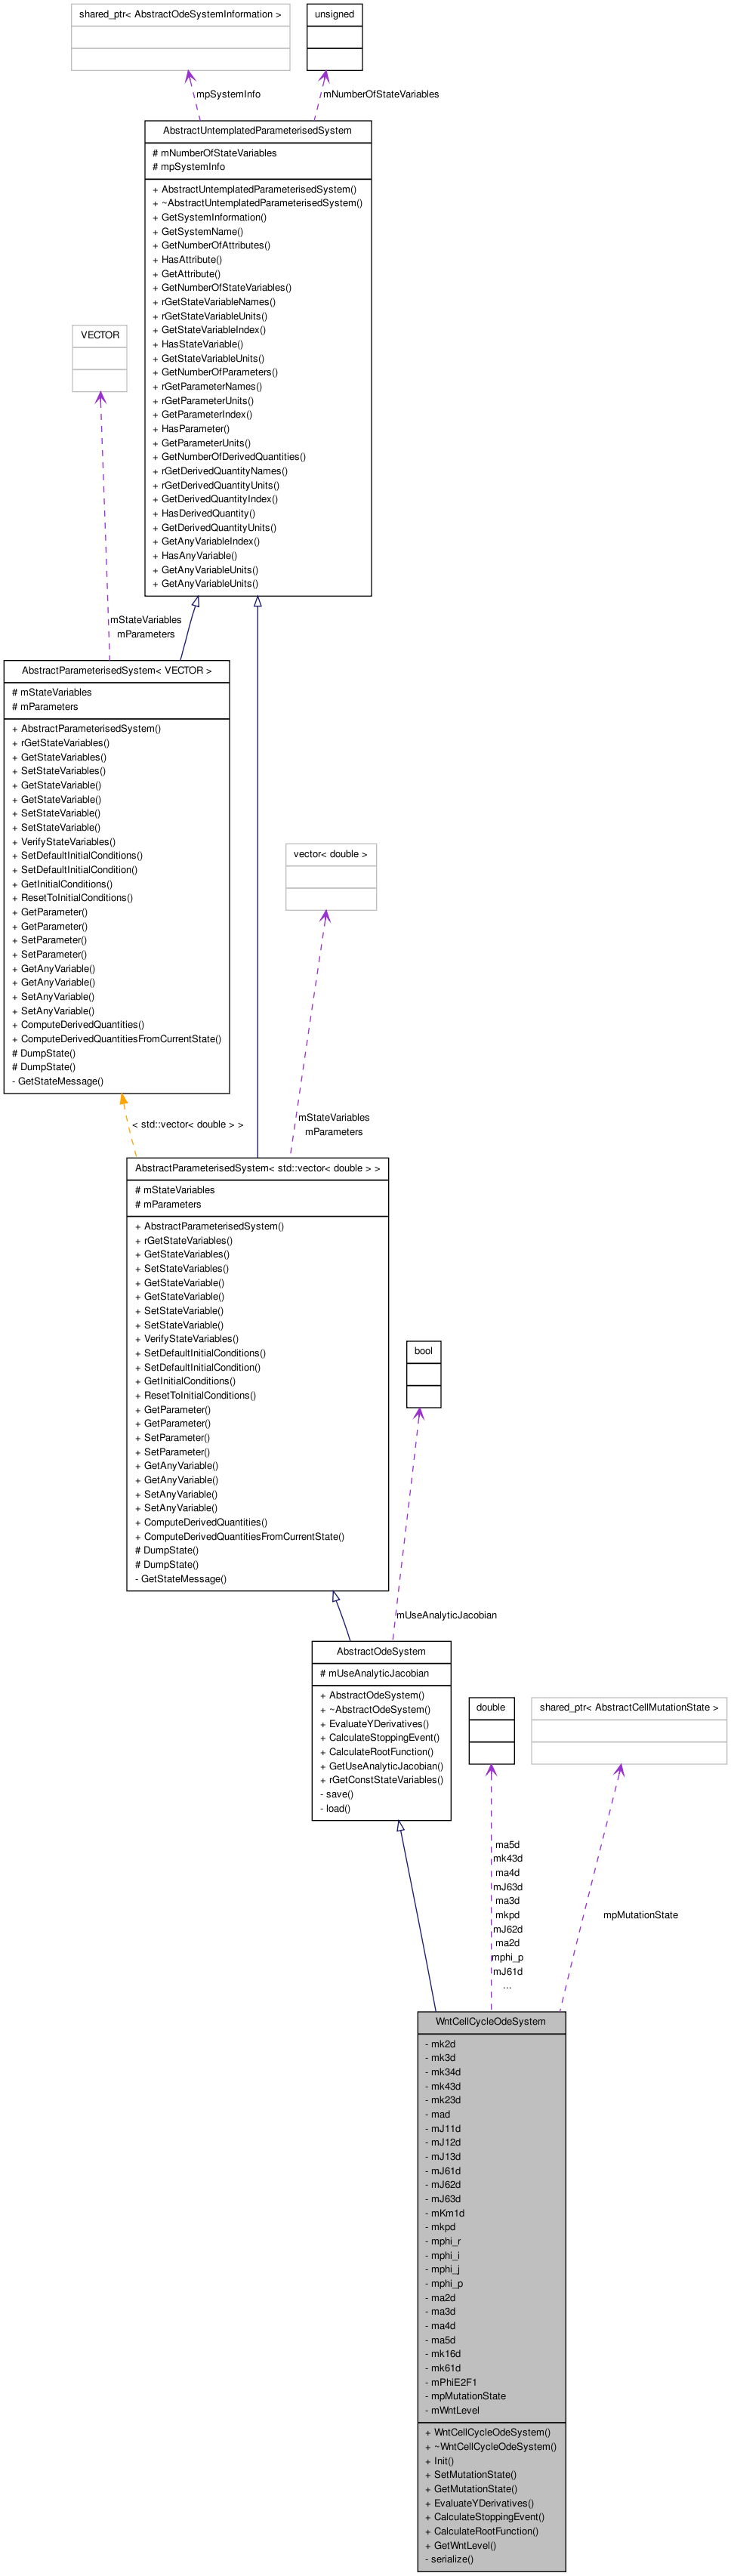 shared_ptr< AbstractOdeSystemInformation >
unsigned
mpSystemInfo
mNumberOfStateVariables
AbstractUntemplatedParameterisedSystem
# mNumberOfStateVariables
# mpSystemInfo
+ AbstractUntemplatedParameterisedSystem()
+ ~AbstractUntemplatedParameterisedSystem()
+ GetSystemInformation()
+ GetSystemName()
+ GetNumberOfAttributes()
+ HasAttribute()
+ GetAttribute()
+ GetNumberOfStateVariables()
+ rGetStateVariableNames()
+ rGetStateVariableUnits()
+ GetStateVariableIndex()
+ HasStateVariable()
+ GetStateVariableUnits()
+ GetNumberOfParameters()
+ rGetParameterNames()
+ rGetParameterUnits()
+ GetParameterIndex()
+ HasParameter()
+ GetParameterUnits()
+ GetNumberOfDerivedQuantities()
+ rGetDerivedQuantityNames()
+ rGetDerivedQuantityUnits()
+ GetDerivedQuantityIndex()
+ HasDerivedQuantity()
+ GetDerivedQuantityUnits()
+ GetAnyVariableIndex()
+ HasAnyVariable()
+ GetAnyVariableUnits()
+ GetAnyVariableUnits()
VECTOR
mStateVariables
mParameters
AbstractParameterisedSystem< VECTOR >
# mStateVariables
# mParameters
+ AbstractParameterisedSystem()
+ rGetStateVariables()
+ GetStateVariables()
+ SetStateVariables()
+ GetStateVariable()
+ GetStateVariable()
+ SetStateVariable()
+ SetStateVariable()
+ VerifyStateVariables()
+ SetDefaultInitialConditions()
+ SetDefaultInitialCondition()
+ GetInitialConditions()
+ ResetToInitialConditions()
+ GetParameter()
+ GetParameter()
+ SetParameter()
+ SetParameter()
+ GetAnyVariable()
+ GetAnyVariable()
+ SetAnyVariable()
+ SetAnyVariable()
+ ComputeDerivedQuantities()
+ ComputeDerivedQuantitiesFromCurrentState()
# DumpState()
# DumpState()
- GetStateMessage()
vector< double >
< std::vector< double > >
mStateVariables
mParameters
AbstractParameterisedSystem< std::vector< double > >
# mStateVariables
# mParameters
+ AbstractParameterisedSystem()
+ rGetStateVariables()
+ GetStateVariables()
+ SetStateVariables()
+ GetStateVariable()
+ GetStateVariable()
+ SetStateVariable()
+ SetStateVariable()
+ VerifyStateVariables()
+ SetDefaultInitialConditions()
+ SetDefaultInitialCondition()
+ GetInitialConditions()
+ ResetToInitialConditions()
+ GetParameter()
+ GetParameter()
+ SetParameter()
+ SetParameter()
+ GetAnyVariable()
+ GetAnyVariable()
+ SetAnyVariable()
+ SetAnyVariable()
+ ComputeDerivedQuantities()
+ ComputeDerivedQuantitiesFromCurrentState()
# DumpState()
# DumpState()
- GetStateMessage()
bool
mUseAnalyticJacobian
AbstractOdeSystem
# mUseAnalyticJacobian
+ AbstractOdeSystem()
+ ~AbstractOdeSystem()
+ EvaluateYDerivatives()
+ CalculateStoppingEvent()
+ CalculateRootFunction()
+ GetUseAnalyticJacobian()
+ rGetConstStateVariables()
- save()
- load()
double
shared_ptr< AbstractCellMutationState >
ma5d
mk43d
ma4d
mJ63d
ma3d
mkpd
mJ62d
ma2d
mphi_p
mJ61d
...
mpMutationState
WntCellCycleOdeSystem
- mk2d
- mk3d
- mk34d
- mk43d
- mk23d
- mad
- mJ11d
- mJ12d
- mJ13d
- mJ61d
- mJ62d
- mJ63d
- mKm1d
- mkpd
- mphi_r
- mphi_i
- mphi_j
- mphi_p
- ma2d
- ma3d
- ma4d
- ma5d
- mk16d
- mk61d
- mPhiE2F1
- mpMutationState
- mWntLevel
+ WntCellCycleOdeSystem()
+ ~WntCellCycleOdeSystem()
+ Init()
+ SetMutationState()
+ GetMutationState()
+ EvaluateYDerivatives()
+ CalculateStoppingEvent()
+ CalculateRootFunction()
+ GetWntLevel()
- serialize()